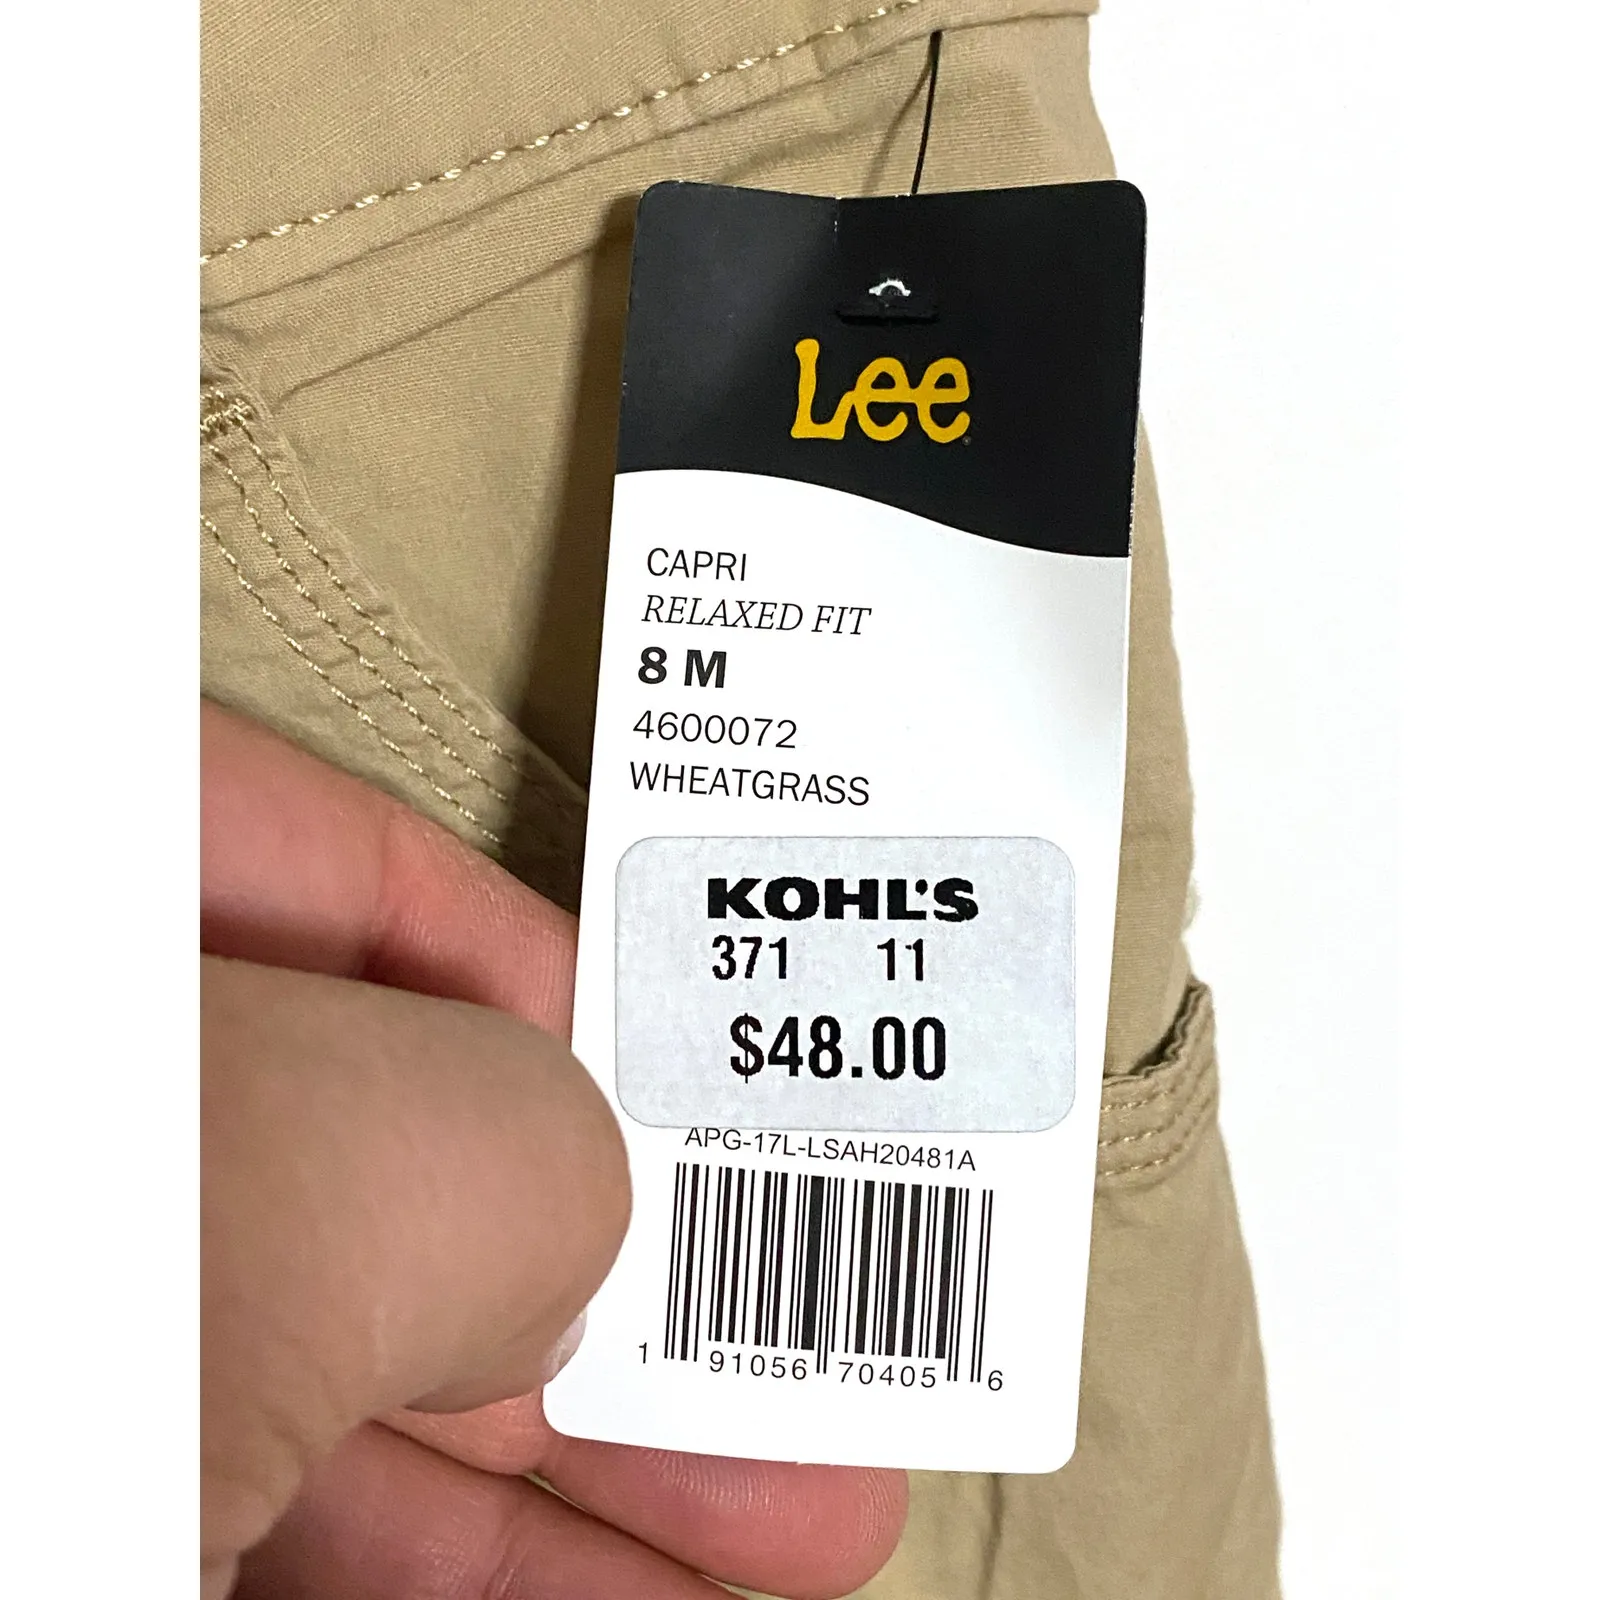 Lee
CAPRI
RELAXED FIT
8 M
4600072
WHEATGRASS
KOHL'S
371 11
$48.00
APG-17L-LSAH20481A
1 91056 70405 6